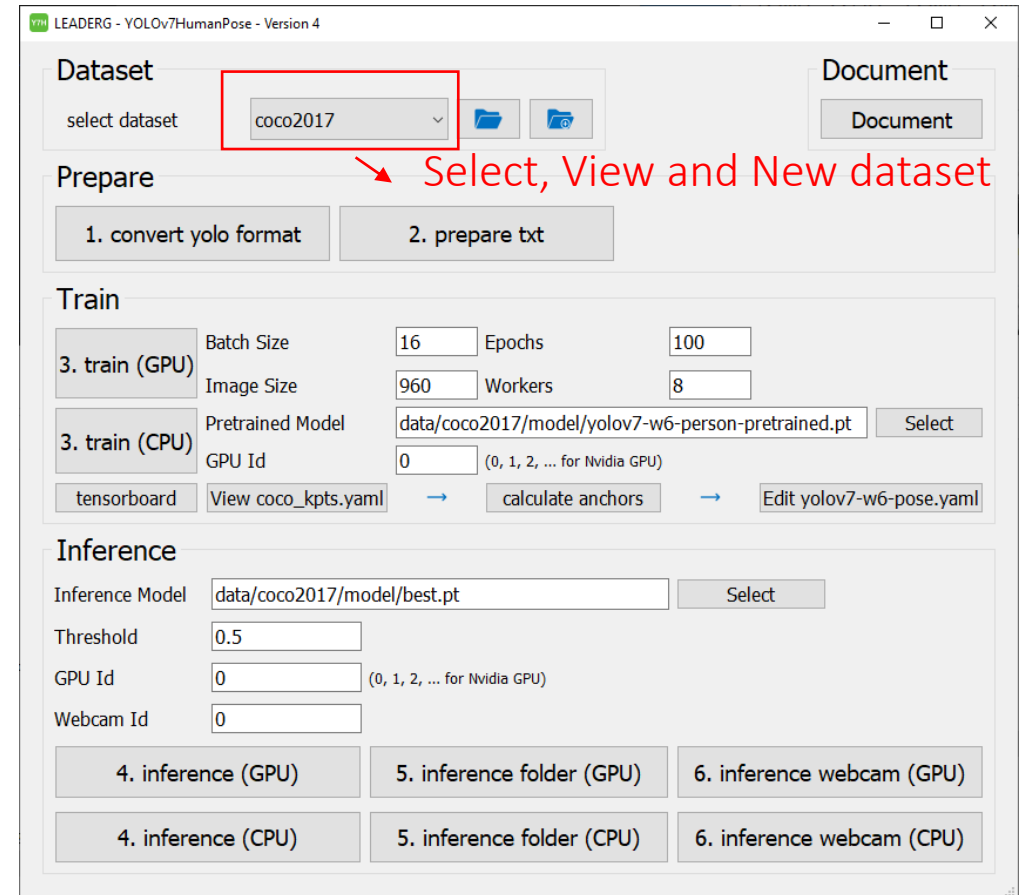 Y7H LEADERG - YOLOv7HumanPose - Version 4
Dataset
Document
select dataset coco2017
Document
Select, View and New dataset
Prepare
1. convert yolo format 2. prepare txt
Train
3. train (GPU)
Batch Size 16 Epochs 100
Image Size 960 Workers 8
3. train (CPU)
Pretrained Model data/coco2017/model/yolov7-w6-person-pretrained.pt Select
GPU Id 0 (0, 1, 2, ... for Nvidia GPU)
tensorboard View coco_kpts.yaml → calculate anchors → Edit yolov7-w6-pose.yaml
Inference
Inference Model data/coco2017/model/best.pt Select
Threshold 0.5
GPU Id 0 (0, 1, 2, ... for Nvidia GPU)
Webcam Id 0
4. inference (GPU) 5. inference folder (GPU) 6. inference webcam (GPU)
4. inference (CPU) 5. inference folder (CPU) 6. inference webcam (CPU)